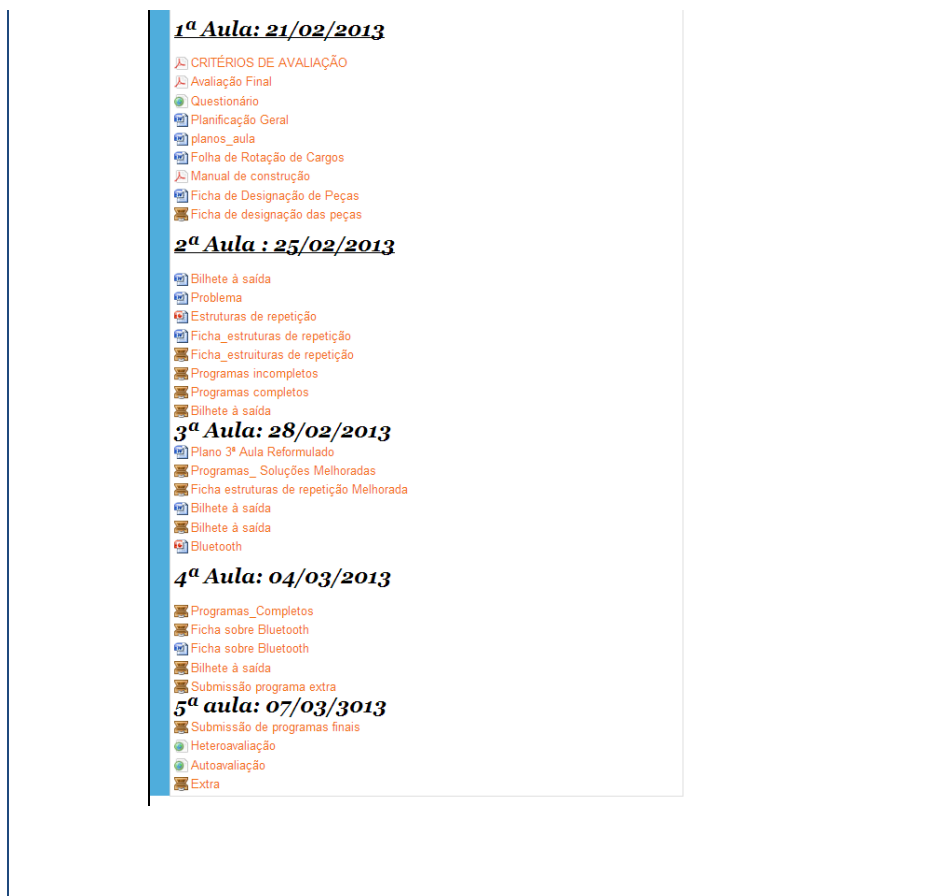 1ª Aula: 21/02/2013
CRITÉRIOS DE AVALIAÇÃO
Avaliação Final
Questionário
Planificação Geral
planos_aula
Folha de Rotação de Cargos
Manual de construção
Ficha de Designação de Peças
Ficha de designação das peças
2ª Aula : 25/02/2013
Bilhete à saída
Problema
Estruturas de repetição
Ficha_estruturas de repetição
Ficha_estruituras de repetição
Programas incompletos
Programas completos
Bilhete à saída
3ª Aula: 28/02/2013
Plano 3ª Aula Reformulado
Programas_ Soluções Melhoradas
Ficha estruturas de repetição Melhorada
Bilhete à saída
Bilhete à saída
Bluetooth
4ª Aula: 04/03/2013
Programas_Completos
Ficha sobre Bluetooth
Ficha sobre Bluetooth
Bilhete à saída
Submissão programa extra
5ª aula: 07/03/3013
Submissão de programas finais
Heteroavaliação
Autoavaliação
Extra